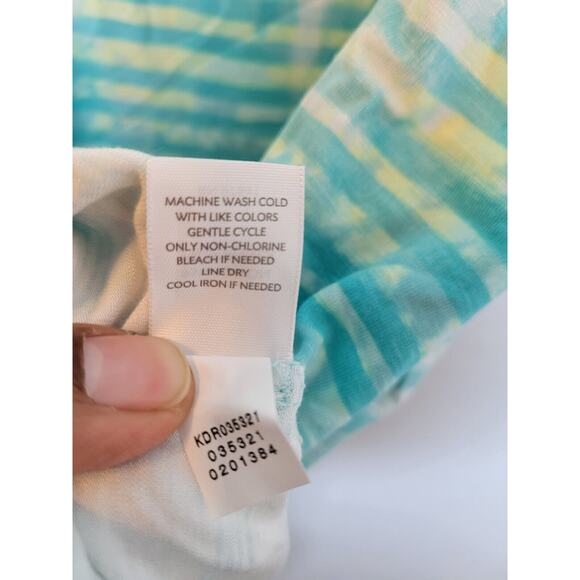 MACHINE WASH COLD
WITH LIKE COLORS
GENTLE CYCLE
ONLY NON-CHLORINE
BLEACH IF NEEDED
LINE DRY
COOL IRON IF NEEDED
KDR035321
035321
0201384